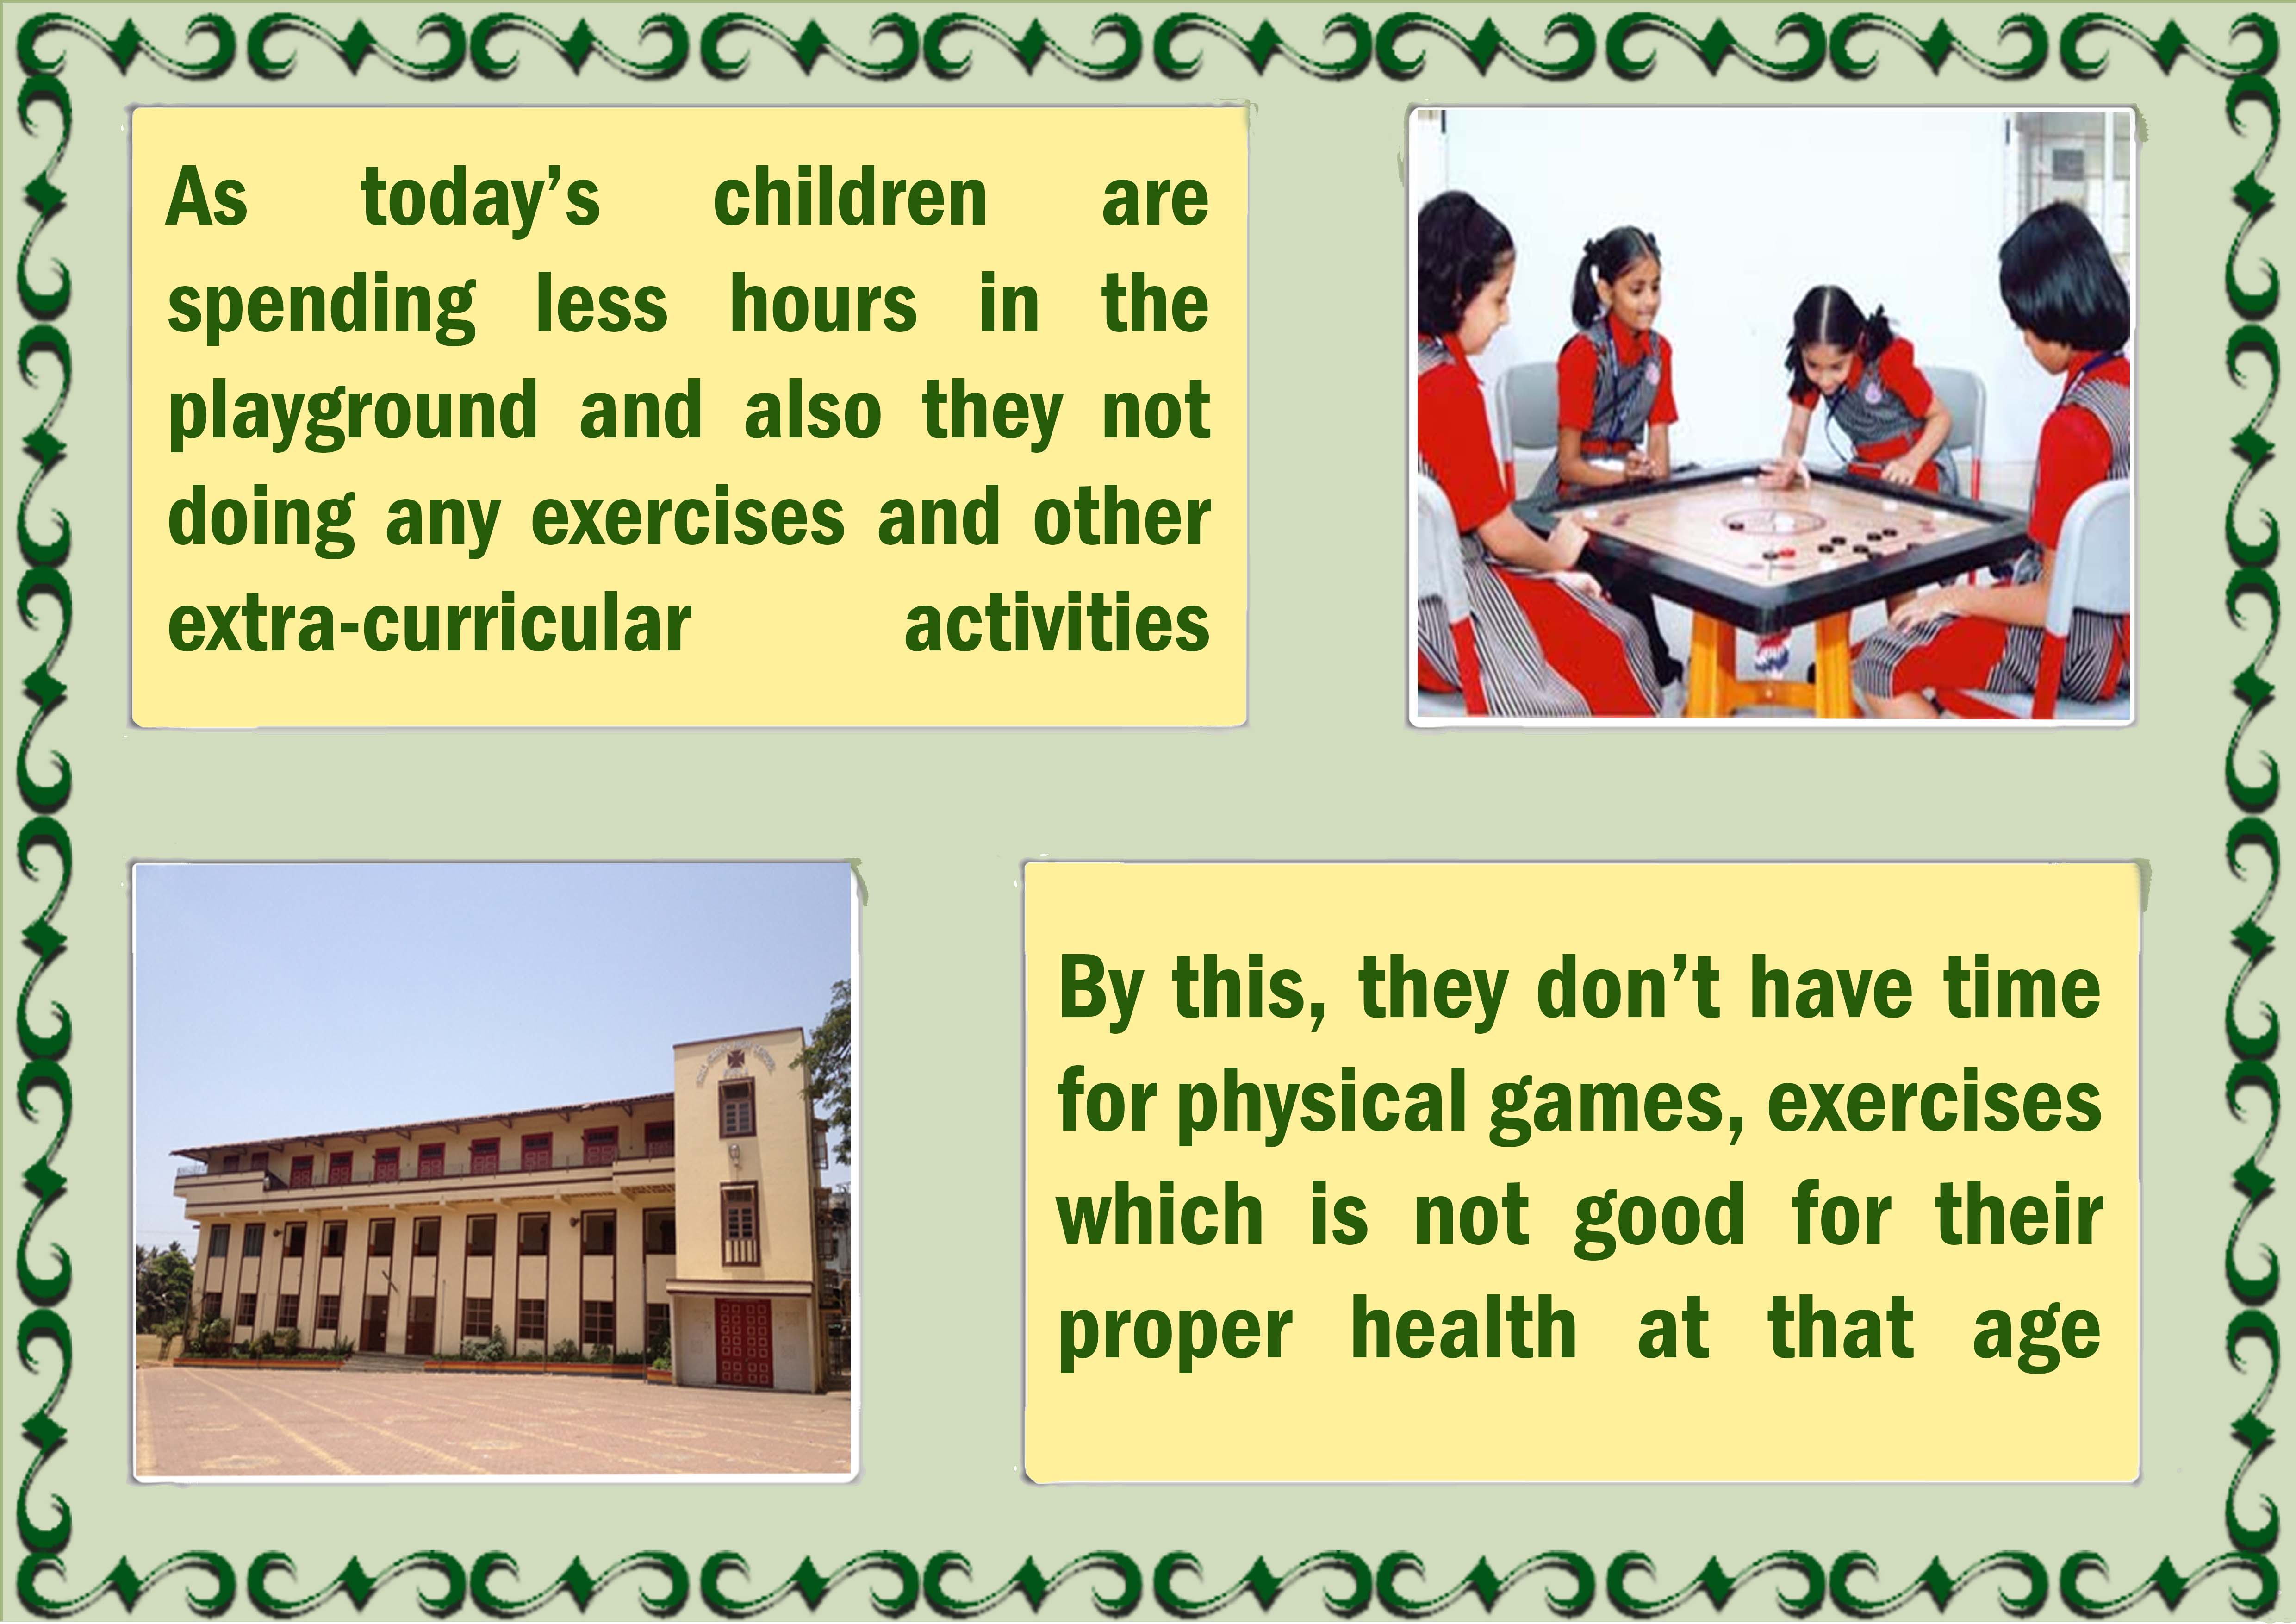 As today’s children are
spending less hours in the
playground and also they not
doing any exercises and other
extra-curricular activities
By this, they don’t have time
for physical games, exercises
which is not good for their
proper health at that age